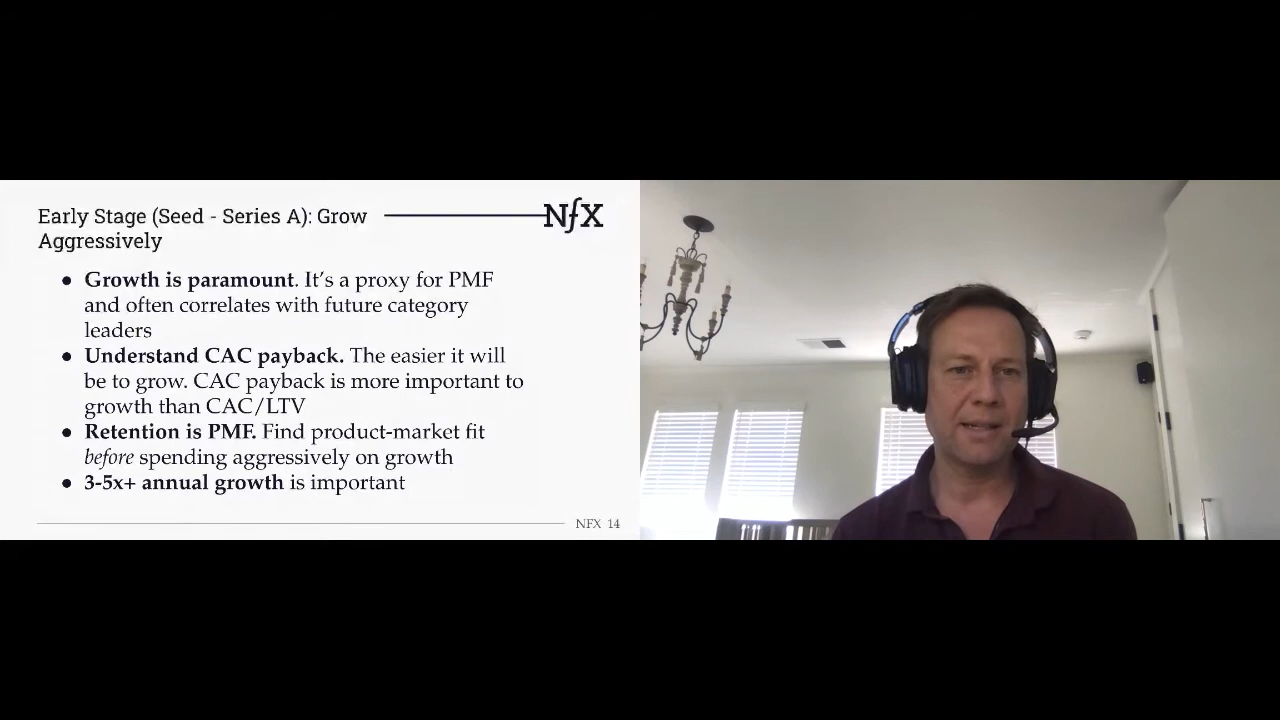 Early Stage (Seed - Series A): Grow
Aggressively
NfX
● Growth is paramount. It's a proxy for PMF
and often correlates with future category
leaders
● Understand CAC payback. The easier it will
be to grow. CAC payback is more important to
growth than CAC/LTV
● Retention = PMF. Find product-market fit
before spending aggressively on growth
● 3-5x+ annual growth is important
NFX 14